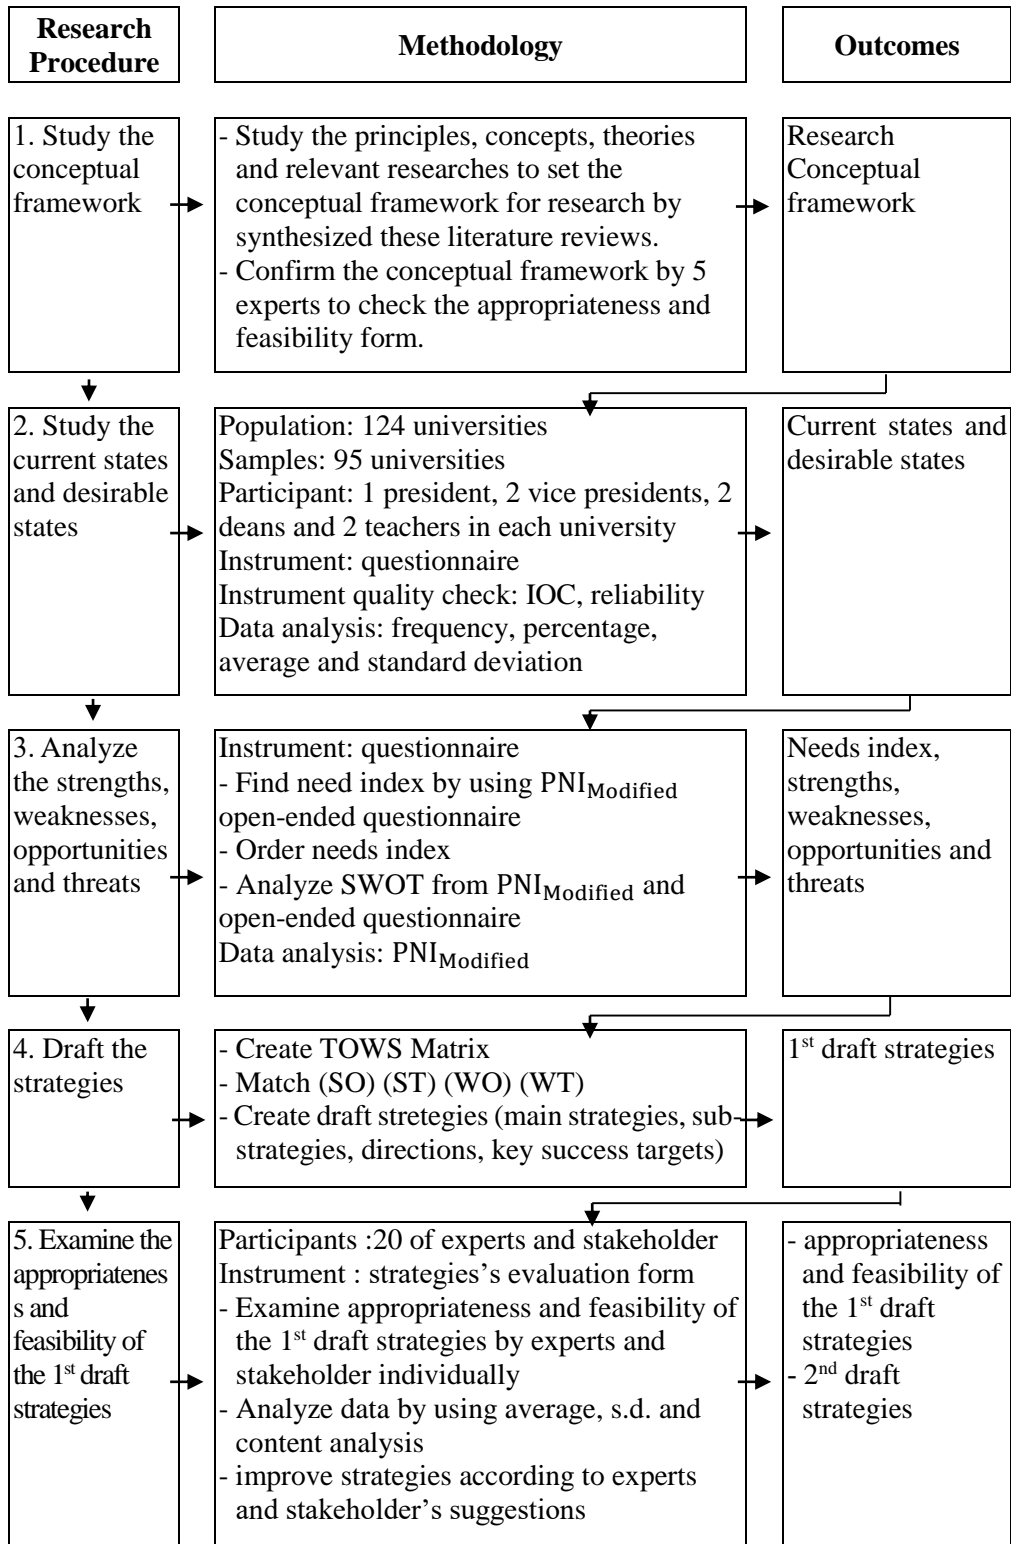 Research
Procedure
Methodology
Outcomes
1. Study the
conceptual
framework
- Study the principles, concepts, theories
and relevant researches to set the
conceptual framework for research by
synthesized these literature reviews.
- Confirm the conceptual framework by 5
experts to check the appropriateness and
feasibility form.
Research
Conceptual
framework
2. Study the
current states
and desirable
states
Population: 124 universities
Samples: 95 universities
Participant: 1 president, 2 vice presidents, 2
deans and 2 teachers in each university
Instrument: questionnaire
Instrument quality check: IOC, reliability
Data analysis: frequency, percentage,
average and standard deviation
Current states and
desirable states
3. Analyze
the strengths,
weaknesses,
opportunities
and threats
Instrument: questionnaire
- Find need index by using PNI Modified
open-ended questionnaire
- Order needs index
- Analyze SWOT from PNI Modified and
open-ended questionnaire
Data analysis: PNI Modified
Needs index,
strengths,
weaknesses,
opportunities and
threats
4. Draft the
strategies
- Create TOWS Matrix
- Match (SO) (ST) (WO) (WT)
- Create draft stretegies (main strategies, sub-
strategies, directions, key success targets)
1st draft strategies
5. Examine the
appropriatenes
s and
feasibility of
the 1st draft
strategies
Participants :20 of experts and stakeholder
Instrument : strategies's evaluation form
- Examine appropriateness and feasibility of
the 1st draft strategies by experts and
stakeholder individually
- Analyze data by using average, s.d. and
content analysis
- improve strategies according to experts
and stakeholder's suggestions
- appropriateness
and feasibility of
the 1st draft
strategies
- 2nd draft
strategies